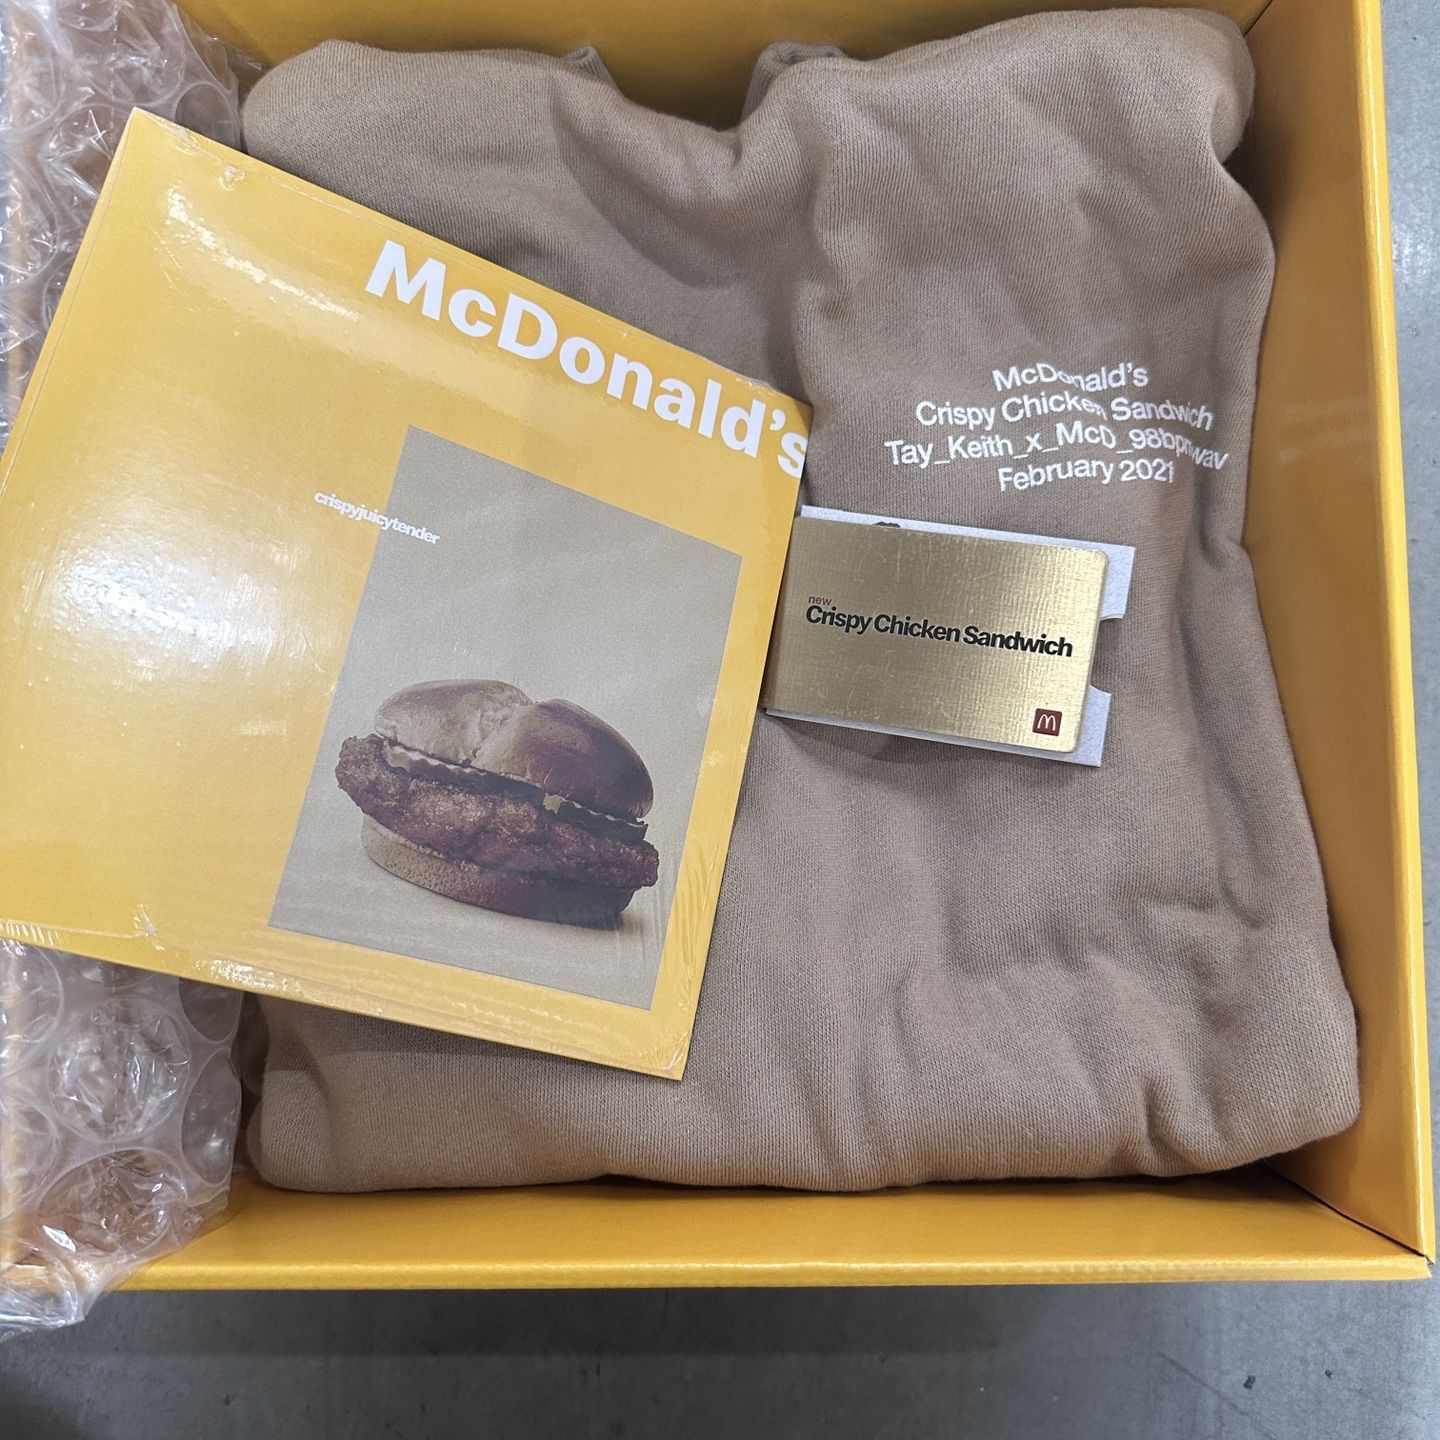 McDonald's
crispyjuicytender
McDonald's
Crispy Chicken Sandwich
Tay_Keith_x_McD_98bpm.wav
February 2021
new
Crispy Chicken Sandwich